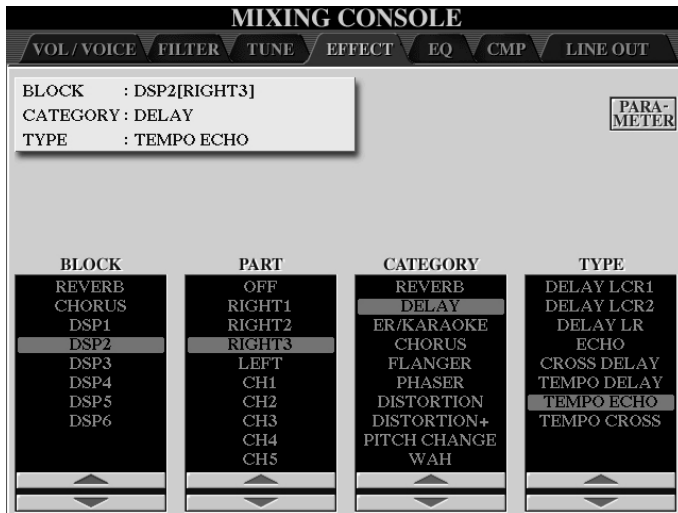 MIXING CONSOLE
VOL / VOICE FILTER TUNE EFFECT EQ CMP LINE OUT
BLOCK : DSP2[RIGHT3]
CATEGORY : DELAY
TYPE : TEMPO ECHO
PARA-
METER
BLOCK
REVERB
CHORUS
DSP1
DSP2
DSP3
DSP4
DSP5
DSP6
PART
OFF
RIGHT1
RIGHT2
RIGHT3
LEFT
CH1
CH2
CH3
CH4
CH5
CATEGORY
REVERB
DELAY
ER/KARAOKE
CHORUS
FLANGER
PHASER
DISTORTION
DISTORTION+
PITCH CHANGE
WAH
TYPE
DELAY LCR1
DELAY LCR2
DELAY LR
ECHO
CROSS DELAY
TEMPO DELAY
TEMPO ECHO
TEMPO CROSS